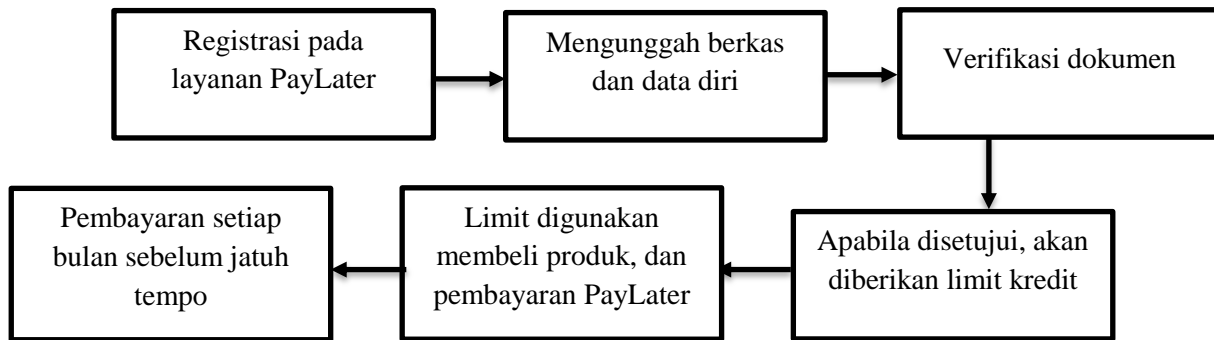 Registrasi pada
layanan PayLater
Mengunggah berkas
dan data diri
Verifikasi dokumen
Apabila disetujui, akan
diberikan limit kredit
Limit digunakan
membeli produk, dan
pembayaran PayLater
Pembayaran setiap
bulan sebelum jatuh
tempo